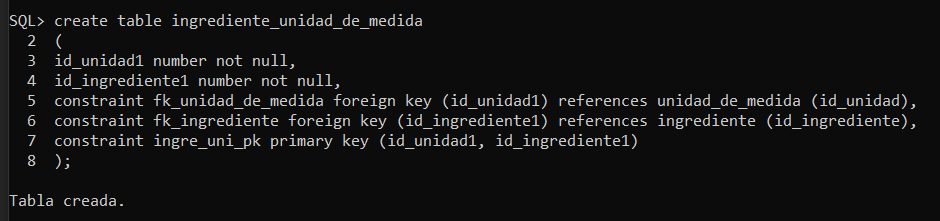 SQL> create table ingrediente_unidad_de_medida
  2  (
  3  id_unidad1 number not null,
  4  id_ingrediente1 number not null,
  5  constraint fk_unidad_de_medida foreign key (id_unidad1) references unidad_de_medida (id_unidad),
  6  constraint fk_ingrediente foreign key (id_ingrediente1) references ingrediente (id_ingrediente),
  7  constraint ingre_uni_pk primary key (id_unidad1, id_ingrediente1)
  8  );
Tabla creada.